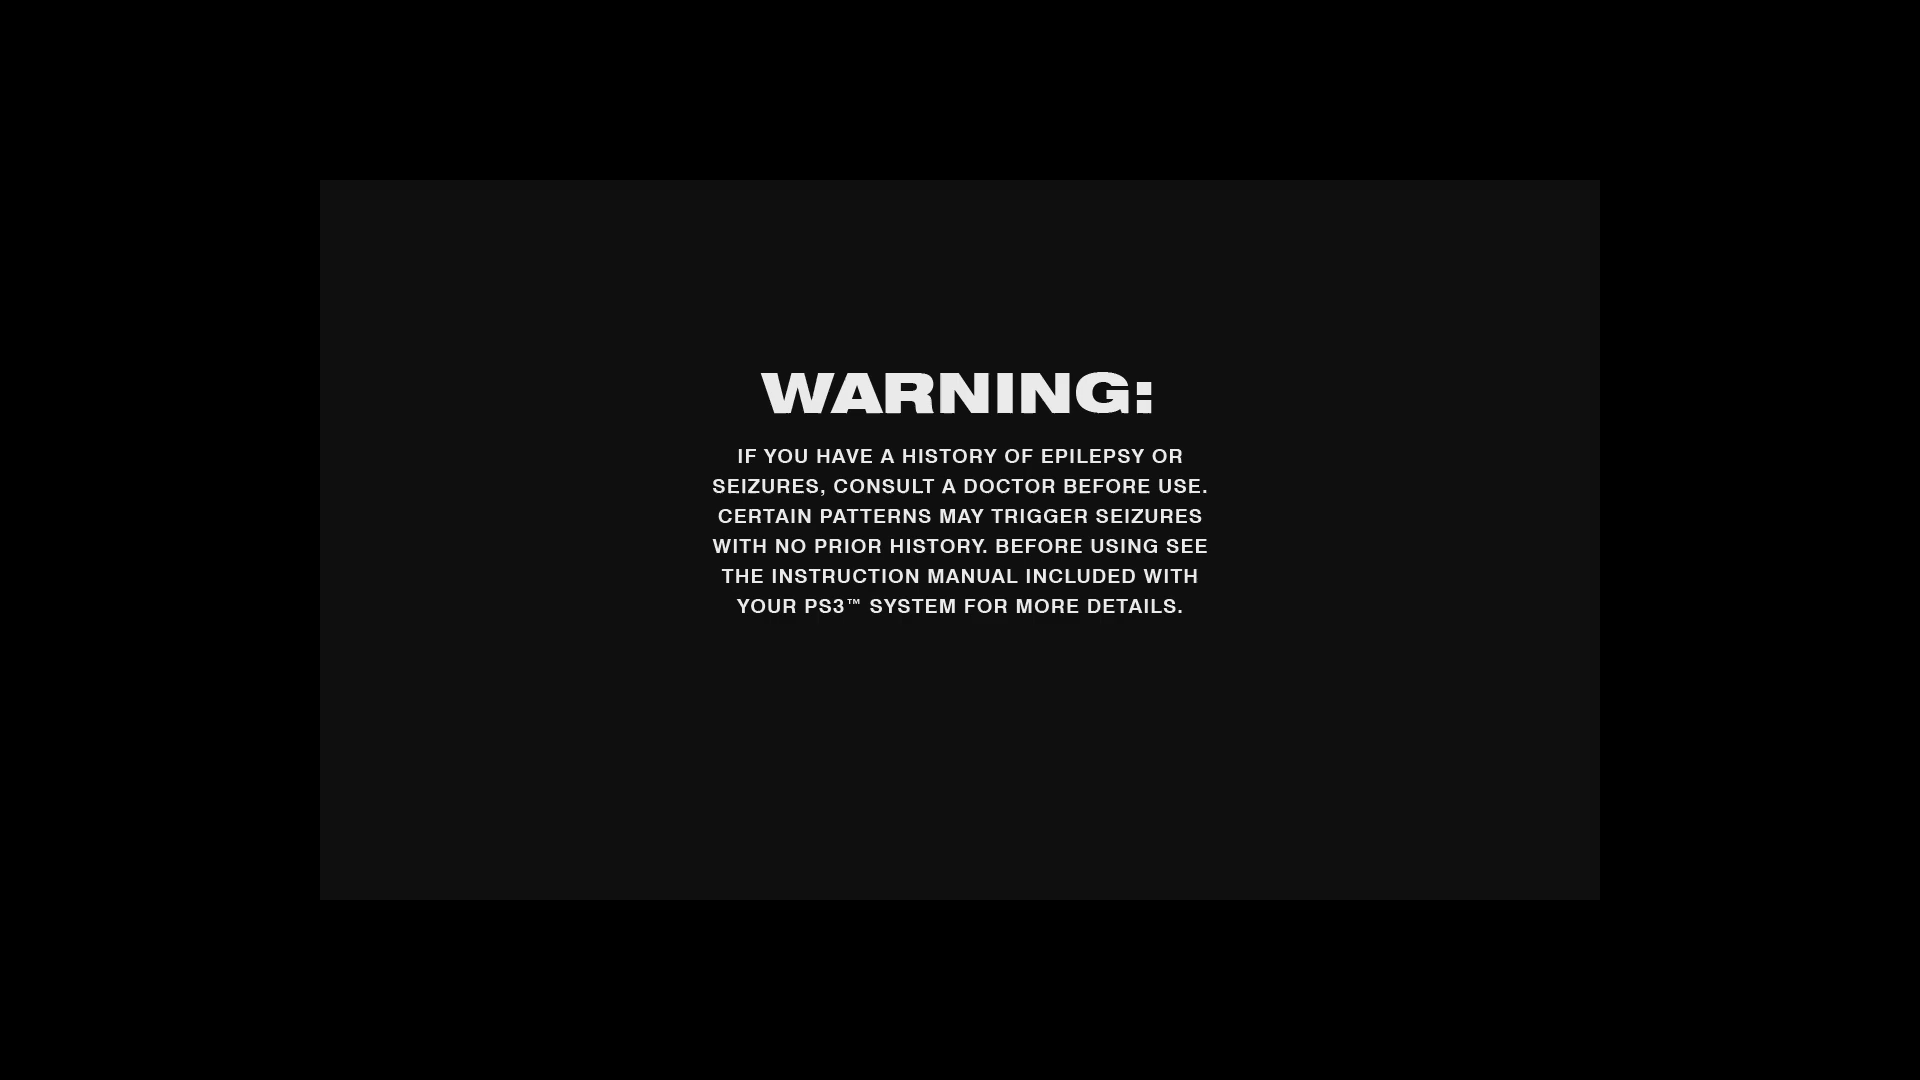 WARNING:
IF YOU HAVE A HISTORY OF EPILEPSY OR
SEIZURES, CONSULT A DOCTOR BEFORE USE.
CERTAIN PATTERNS MAY TRIGGER SEIZURES
WITH NO PRIOR HISTORY. BEFORE USING SEE
THE INSTRUCTION MANUAL INCLUDED WITH
YOUR PS3™ SYSTEM FOR MORE DETAILS.